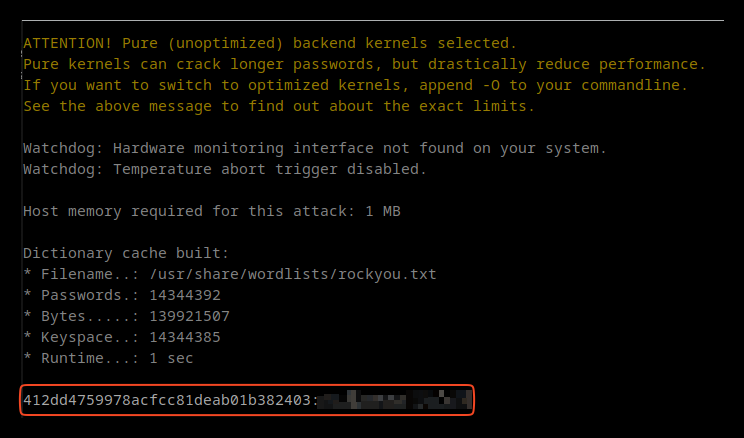 ATTENTION! Pure (unoptimized) backend kernels selected.
Pure kernels can crack longer passwords, but drastically reduce performance.
If you want to switch to optimized kernels, append -O to your commandline.
See the above message to find out about the exact limits.
Watchdog: Hardware monitoring interface not found on your system.
Watchdog: Temperature abort trigger disabled.
Host memory required for this attack: 1 MB
Dictionary cache built:
* Filename..: /usr/share/wordlists/rockyou.txt
* Passwords.: 14344392
* Bytes.....: 139921507
* Keyspace..: 14344385
* Runtime...: 1 sec
412dd4759978acfcc81deab01b382403: